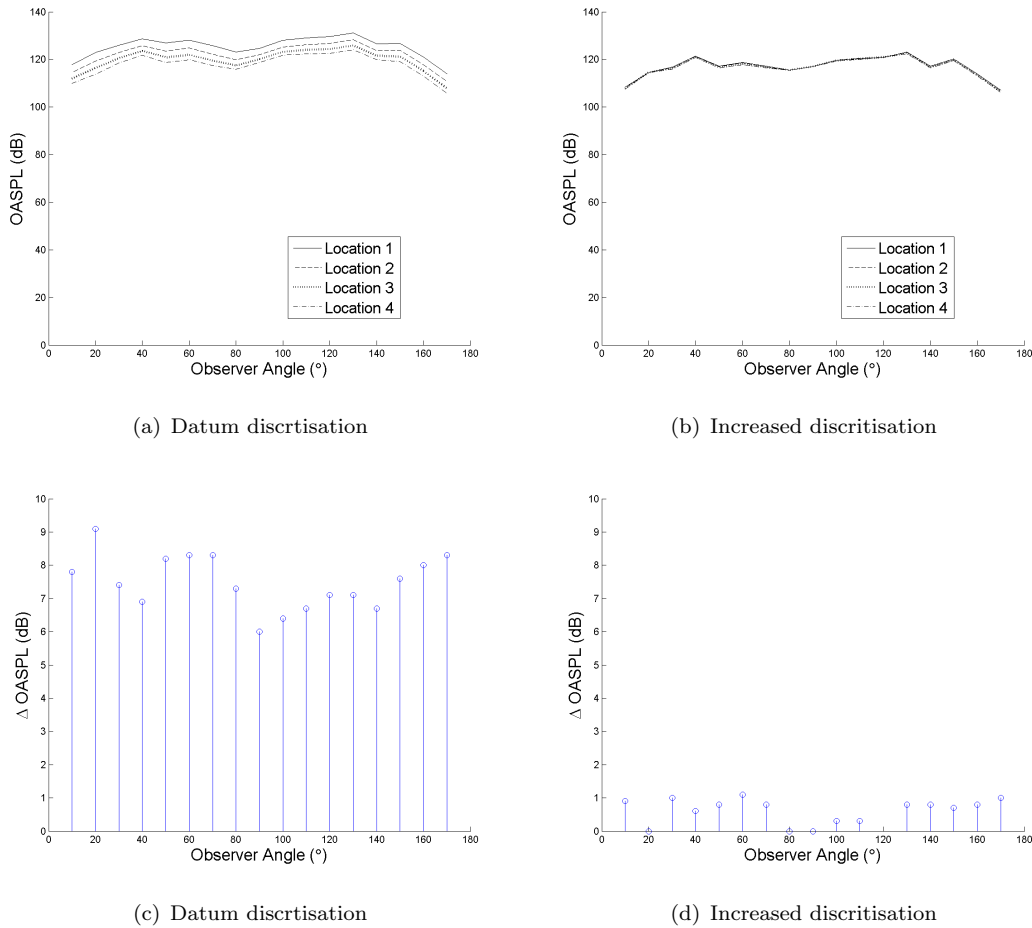 140
120
100
80
60
40
20
0
OASPL (dB)
Location 1
Location 2
Location 3
Location 4
0 20 40 60 80 100 120 140 160 180
Observer Angle (°)
(a) Datum discrtisation
140
120
100
80
60
40
20
0
OASPL (dB)
Location 1
Location 2
Location 3
Location 4
0 20 40 60 80 100 120 140 160 180
Observer Angle (°)
(b) Increased discritisation
10
9
8
7
6
5
4
3
2
1
0
Δ OASPL (dB)
0 20 40 60 80 100 120 140 160 180
Observer Angle (°)
(c) Datum discrtisation
10
9
8
7
6
5
4
3
2
1
0
Δ OASPL (dB)
0 20 40 60 80 100 120 140 160 180
Observer Angle (°)
(d) Increased discritisation